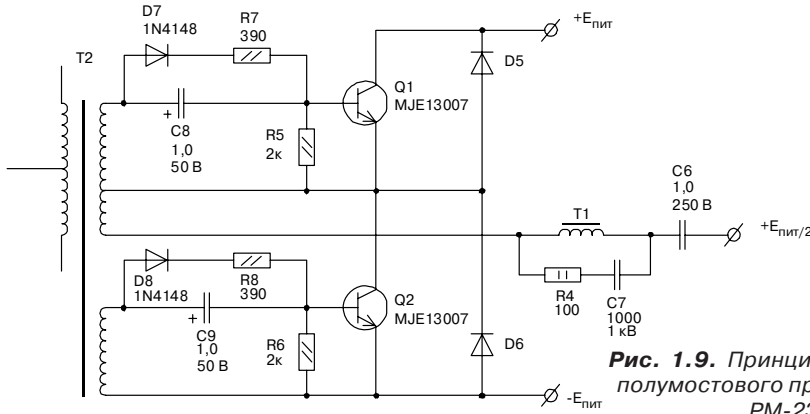 D7
1N4148
R7
390
+Eпит
T2
D5
Q1
MJE13007
C8
1,0
50 В
+
R5
2к
C6
1,0
250 В
T1
+Eпит/2
D8
1N4148
R8
390
R4
100
C7
1000
1 кВ
Q2
MJE13007
C9
1,0
50 В
+
R6
2к
D6
-Eпит
Рис. 1.9. Принци
полумостового пр